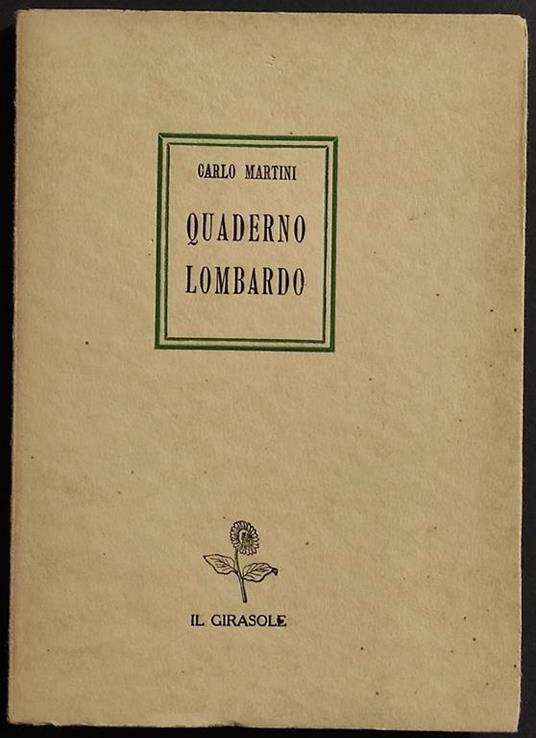 CARLO MARTINI
QUADERNO
LOMBARDO
IL GIRASOLE